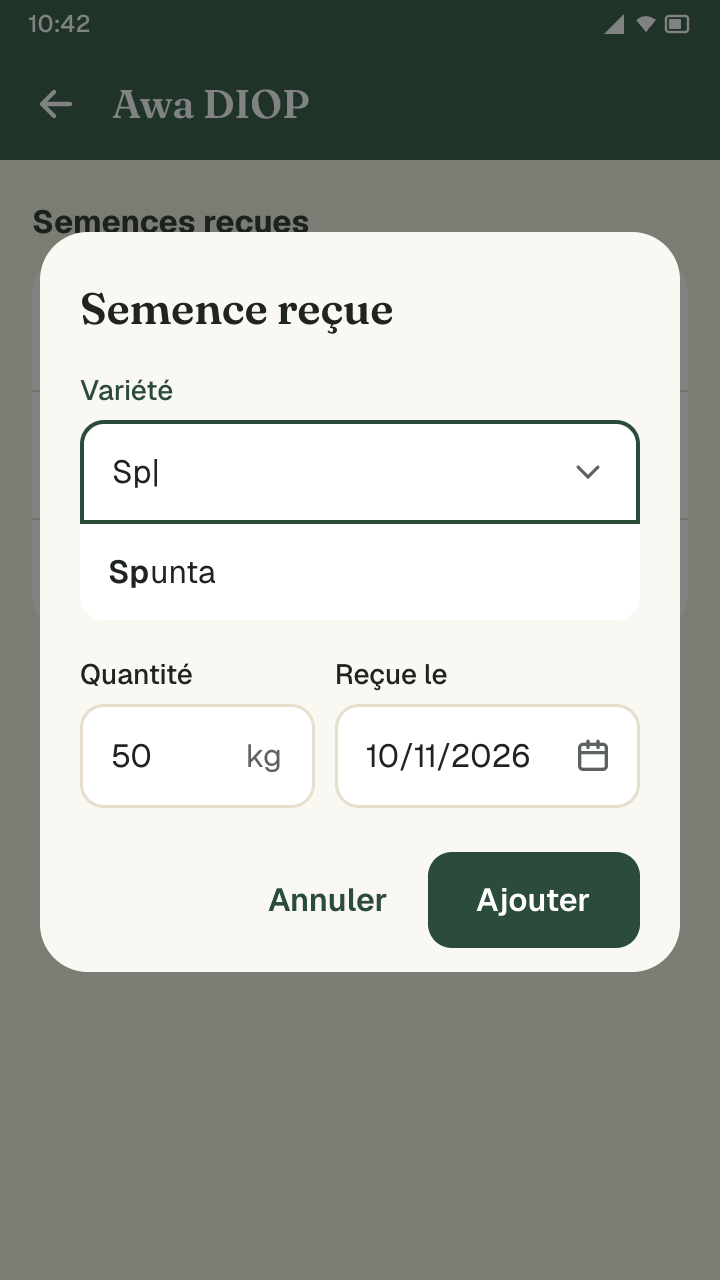 10:42
Awa DIOP
Semences reçues
Semence reçue
Variété
Sp
Spunta
Quantité
Reçue le
50 kg
10/11/2026
Annuler
Ajouter